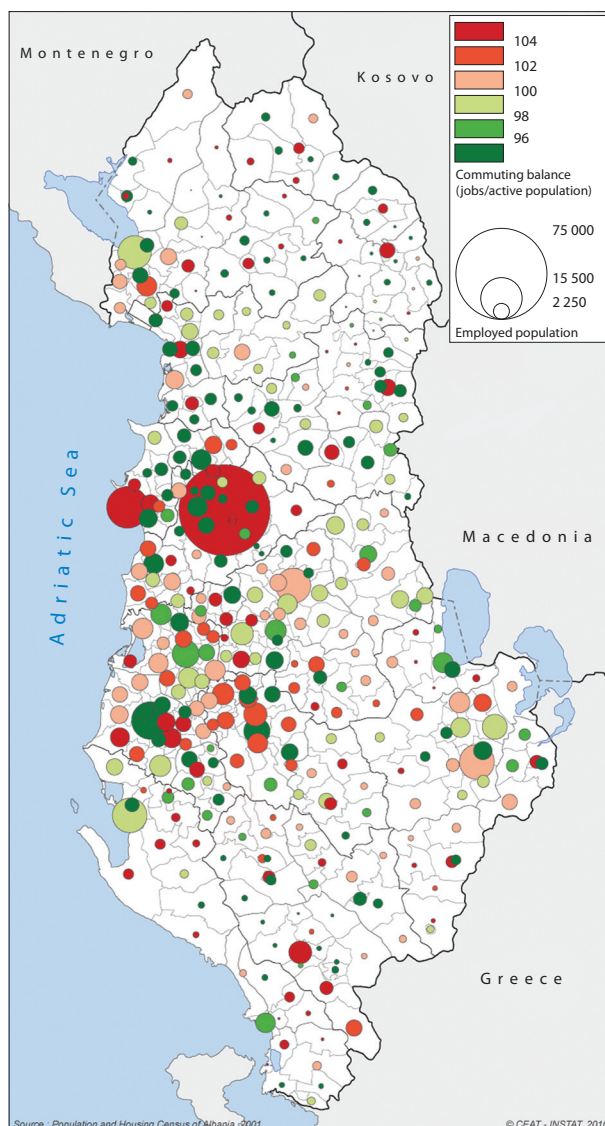 Montenegro
Kosovo
104
102
100
98
96
Commuting balance
(jobs/active population)
75 000
15 500
2 250
Employed population
Adriatic Sea
Macedonia
Greece
Source : Population and Housing Census of Albania, 2001
© CEAT - INSTAT, 2010